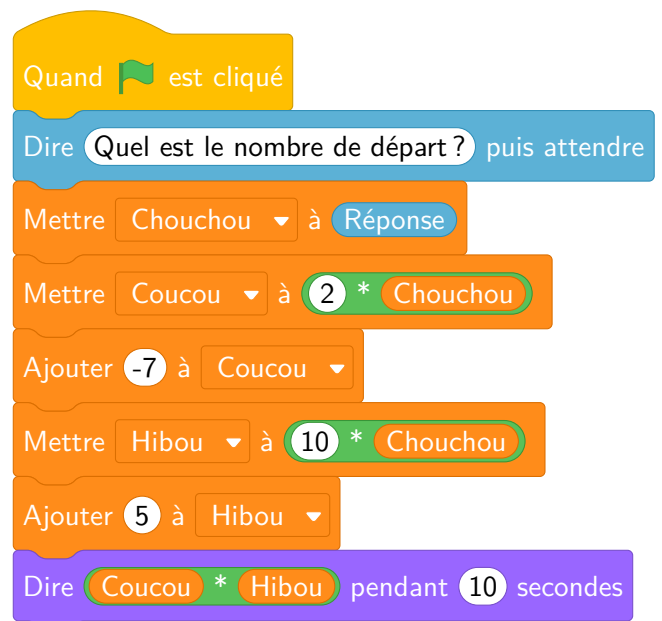 Quand est cliqué
Dire Quel est le nombre de départ ? puis attendre
Mettre Chouchou à Réponse
Mettre Coucou à 2 * Chouchou
Ajouter -7 à Coucou
Mettre Hibou à 10 * Chouchou
Ajouter 5 à Hibou
Dire Coucou * Hibou pendant 10 secondes